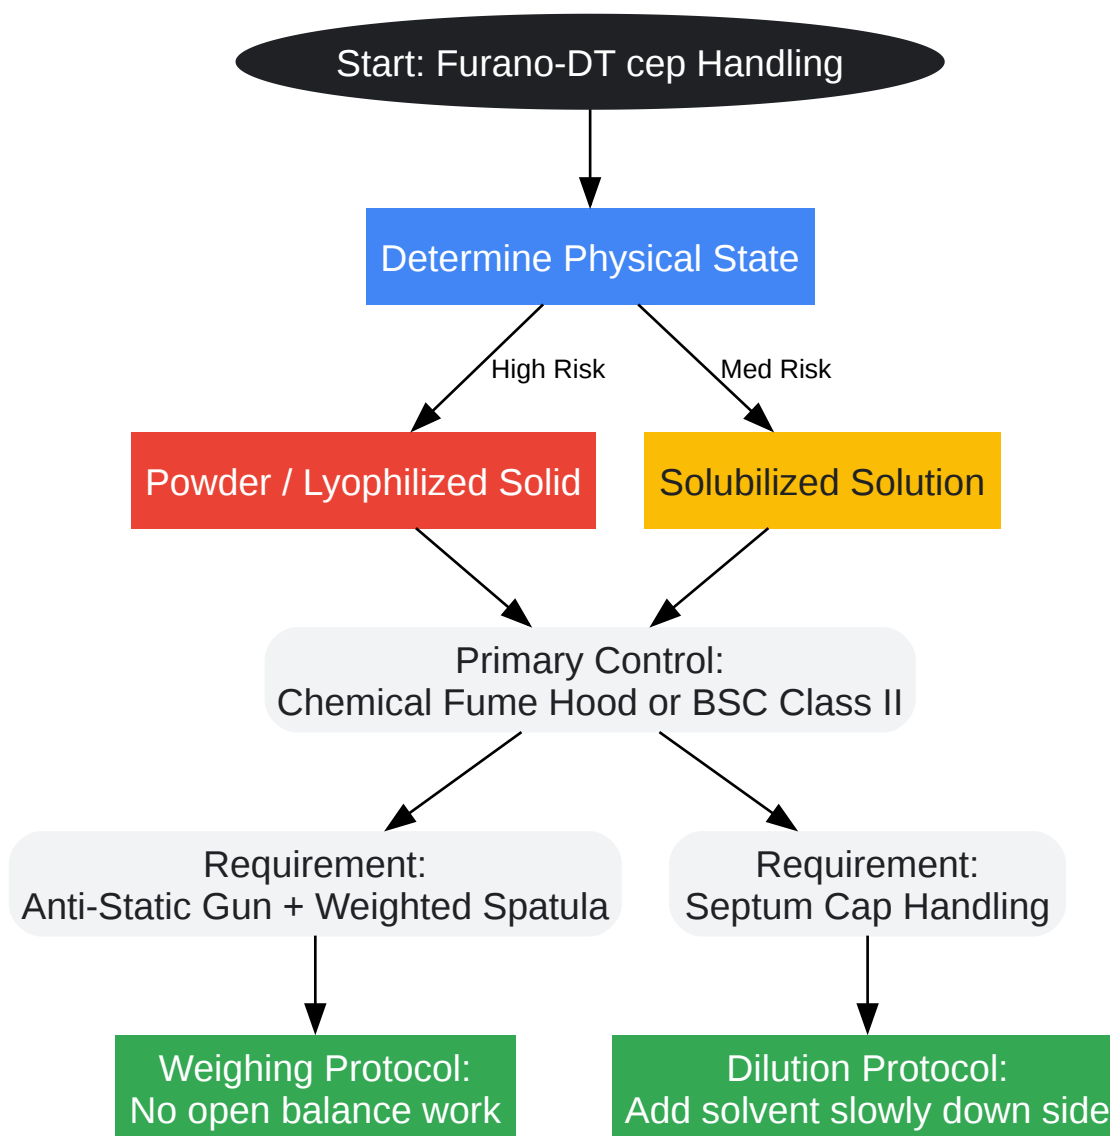 Start: Furano-DT cep Handling
Determine Physical State
High Risk
Med Risk
Powder / Lyophilized Solid
Solubilized Solution
Primary Control:
Chemical Fume Hood or BSC Class II
Requirement:
Anti-Static Gun + Weighted Spatula
Requirement:
Septum Cap Handling
Weighing Protocol:
No open balance work
Dilution Protocol:
Add solvent slowly down side